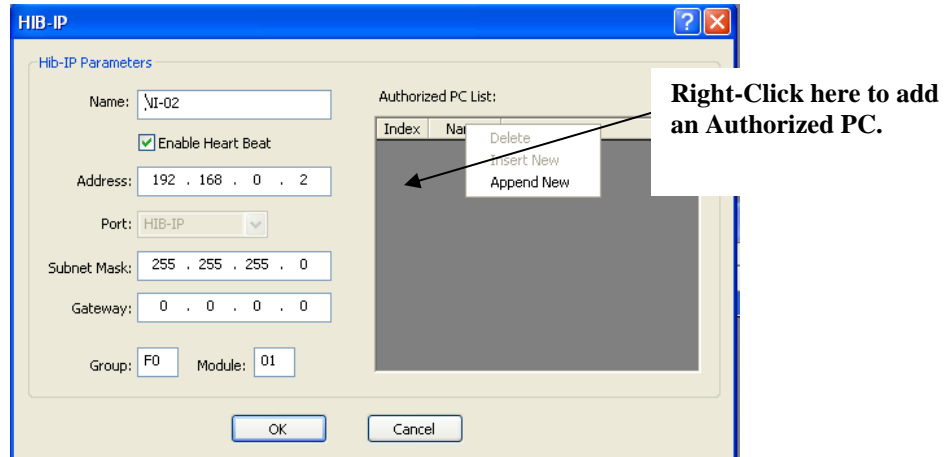 HIB-IP
Hib-IP Parameters
Name: \NI-02
Enable Heart Beat
Address: 192 . 168 . 0 . 2
Port: HIB-IP
Subnet Mask: 255 . 255 . 255 . 0
Gateway: 0 . 0 . 0 . 0
Group: F0 Module: 01
Authorized PC List:
Index
Delete
Insert New
Append New
Right-Click here to add
an Authorized PC.
OK Cancel